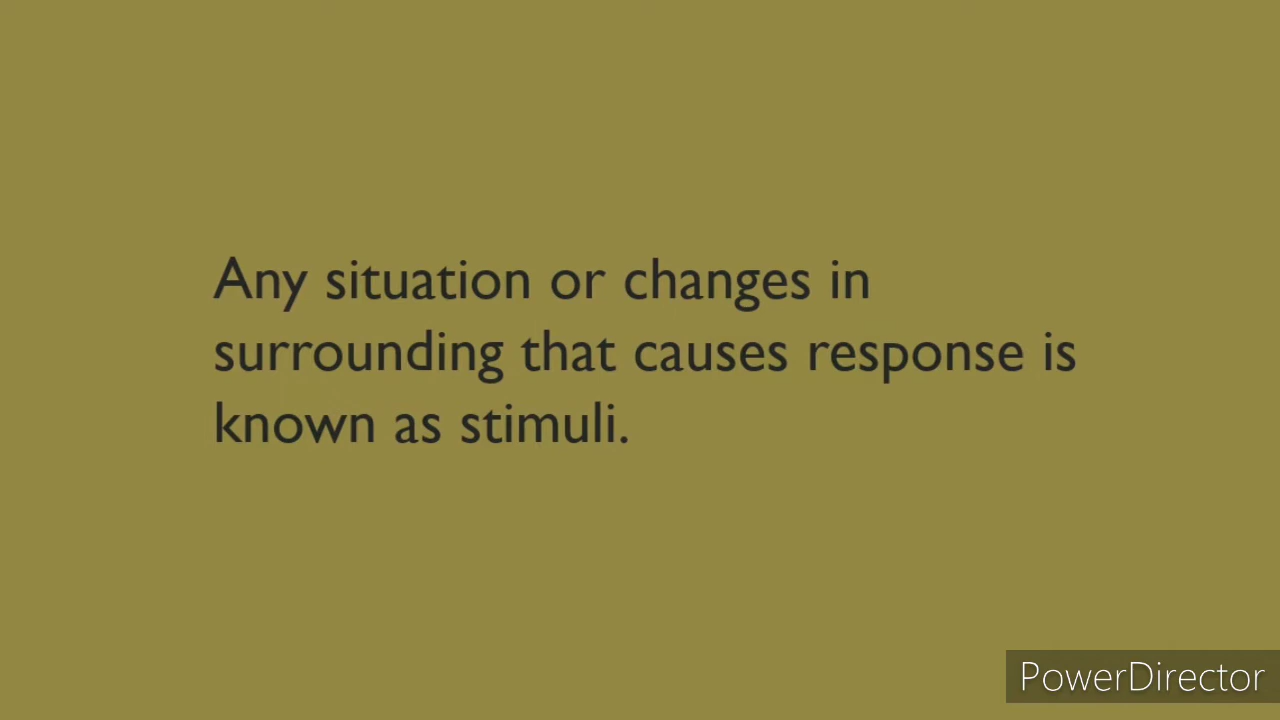 Any situation or changes in
surrounding that causes response is
known as stimuli.
PowerDirector